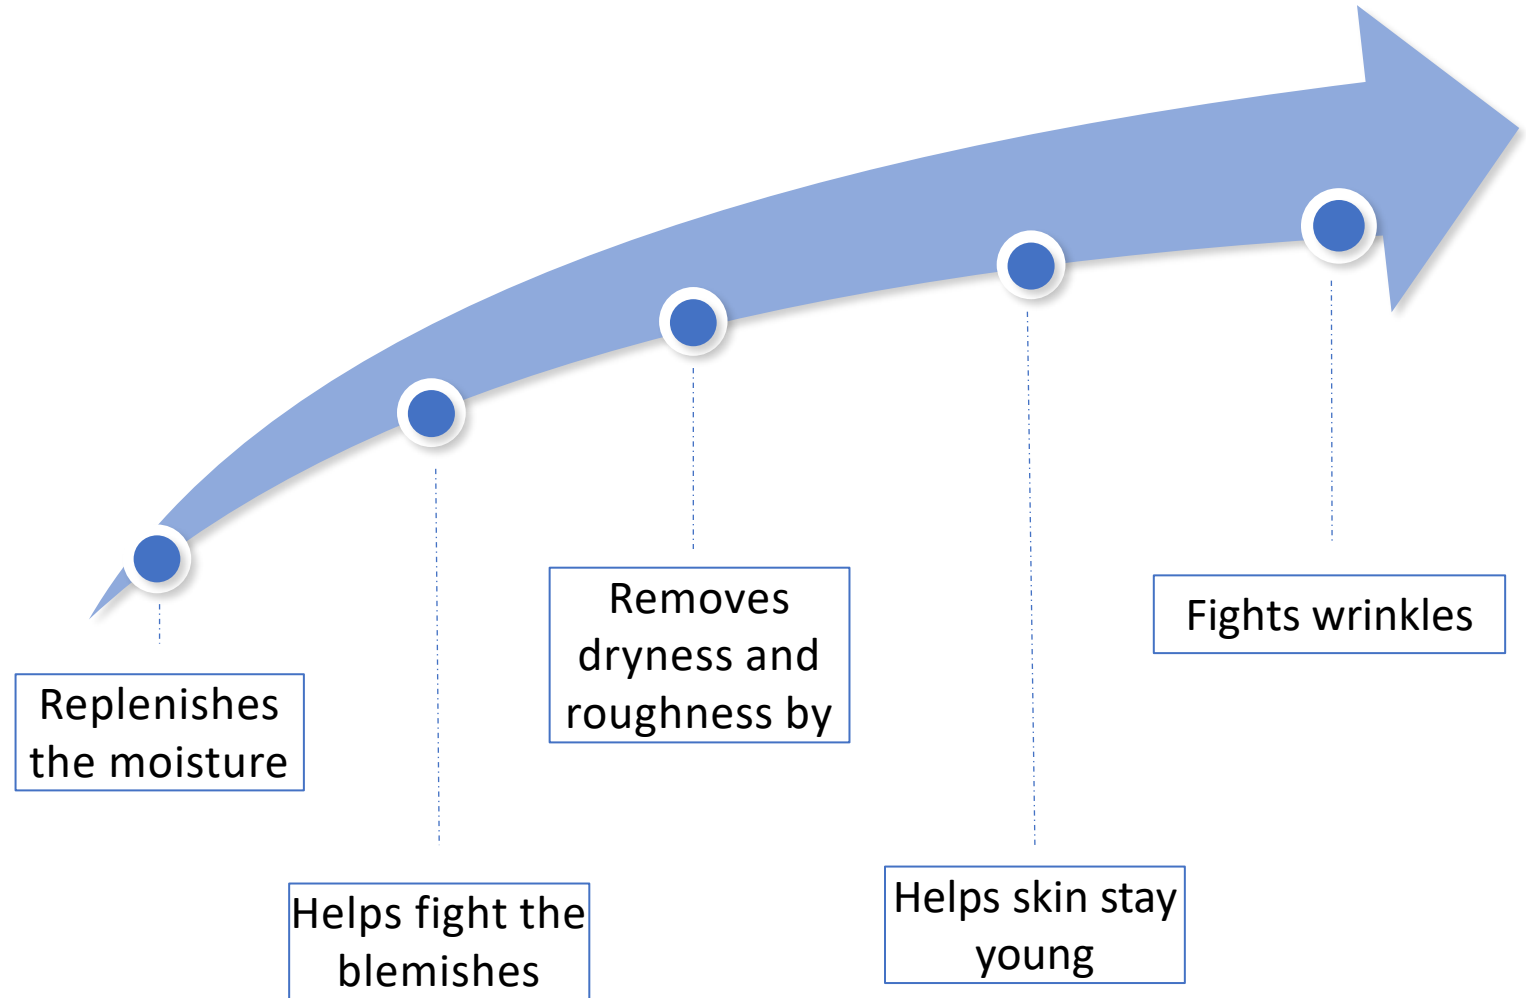 Replenishes
the moisture
Helps fight the
blemishes
Removes
dryness and
roughness by
Helps skin stay
young
Fights wrinkles